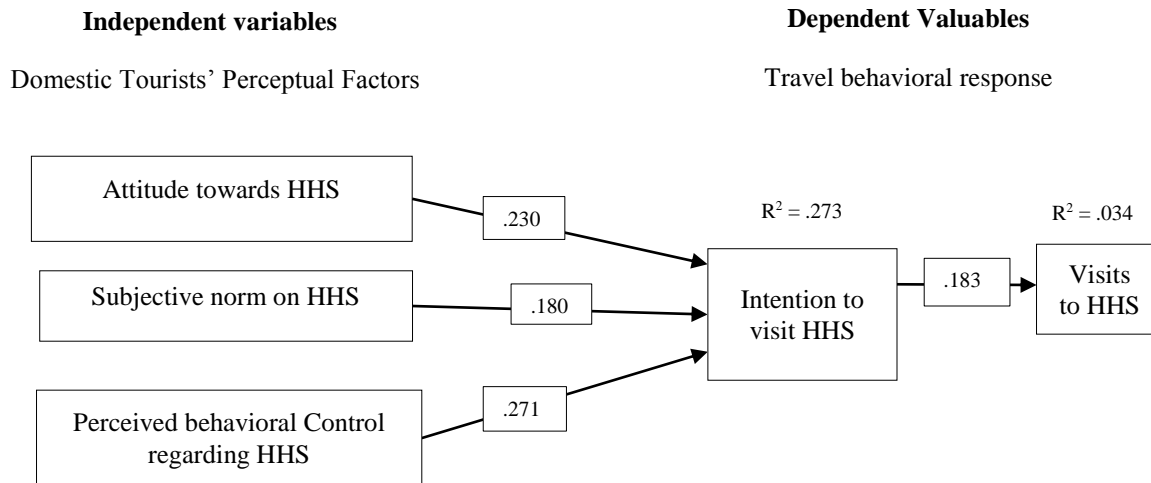 Independent variables
Dependent Valuables
Domestic Tourists’ Perceptual Factors
Travel behavioral response
Attitude towards HHS
.230
R² = .273
R² = .034
Subjective norm on HHS
.180
Intention to
visit HHS
.183
Visits
to HHS
Perceived behavioral Control
regarding HHS
.271